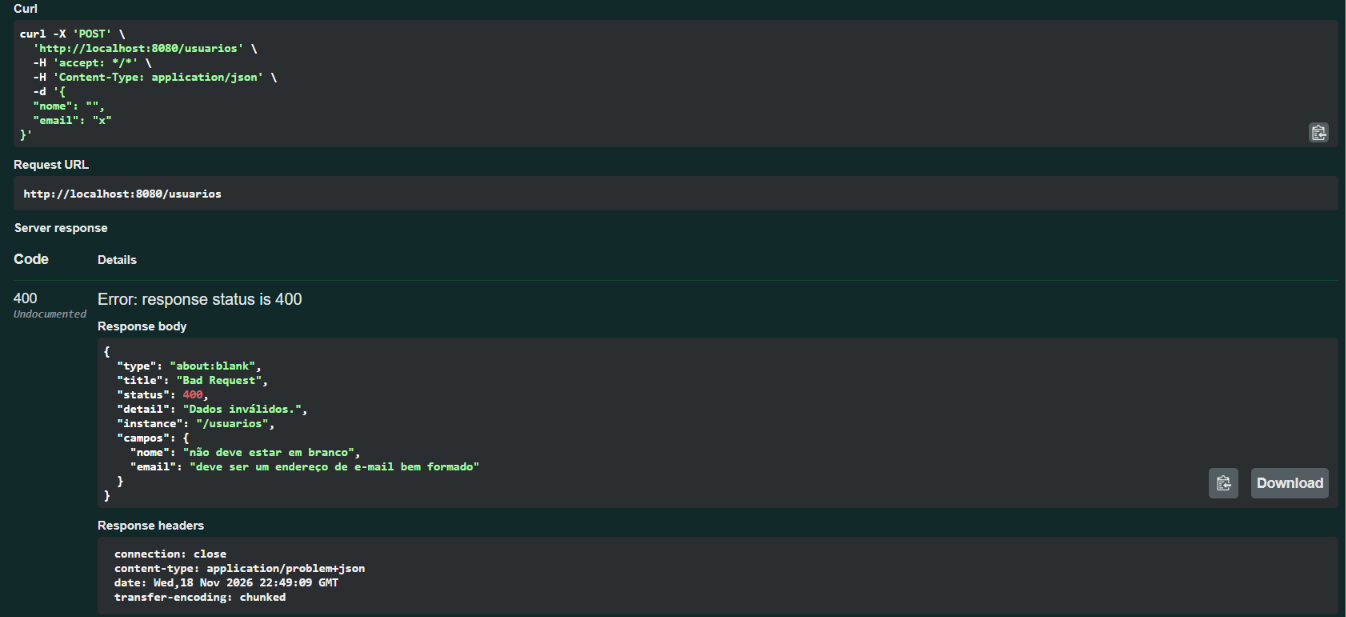 Curl
curl -X 'POST' \
  'http://localhost:8080/usuarios' \
  -H 'accept: */*' \
  -H 'Content-Type: application/json' \
  -d '{
  "nome": "",
  "email": "x"
}'
Request URL
http://localhost:8080/usuarios
Server response
Code Details
400 Error: response status is 400
Undocumented
Response body
{
  "type": "about:blank",
  "title": "Bad Request",
  "status": 400,
  "detail": "Dados inválidos.",
  "instance": "/usuarios",
  "campos": {
    "nome": "não deve estar em branco",
    "email": "deve ser um endereço de e-mail bem formado"
  }
}
Download
Response headers
connection: close
content-type: application/problem+json
date: Wed,18 Nov 2026 22:49:09 GMT
transfer-encoding: chunked